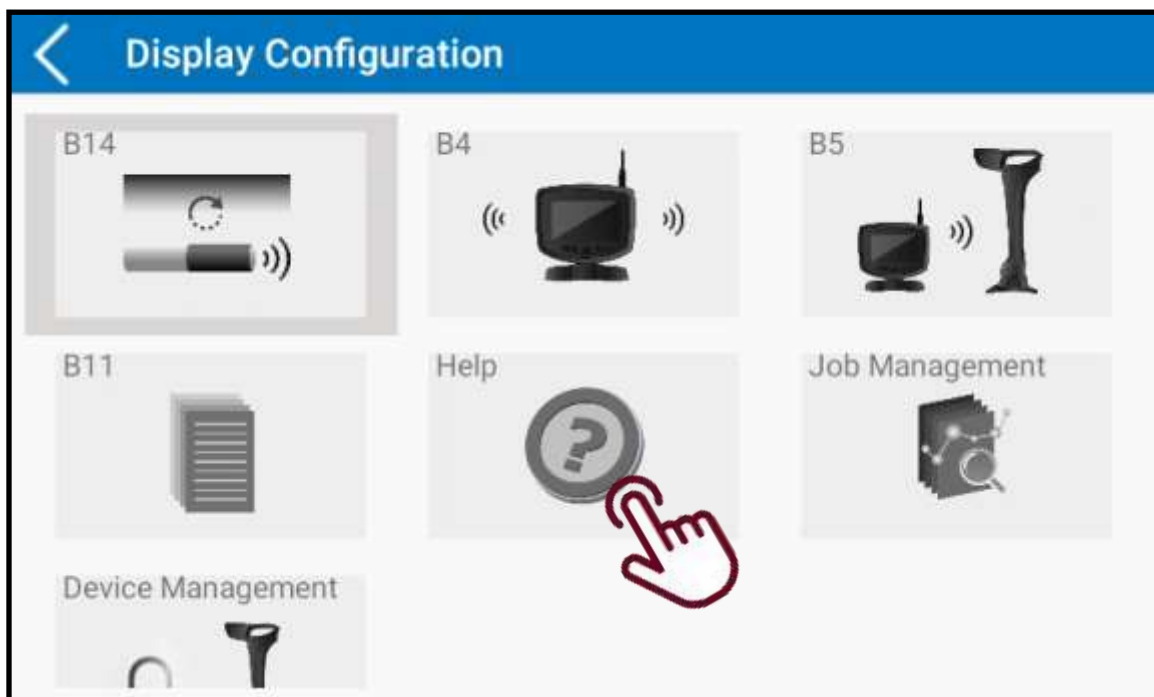 Display Configuration
B14
B4
B5
B11
Help
Job Management
?
Device Management